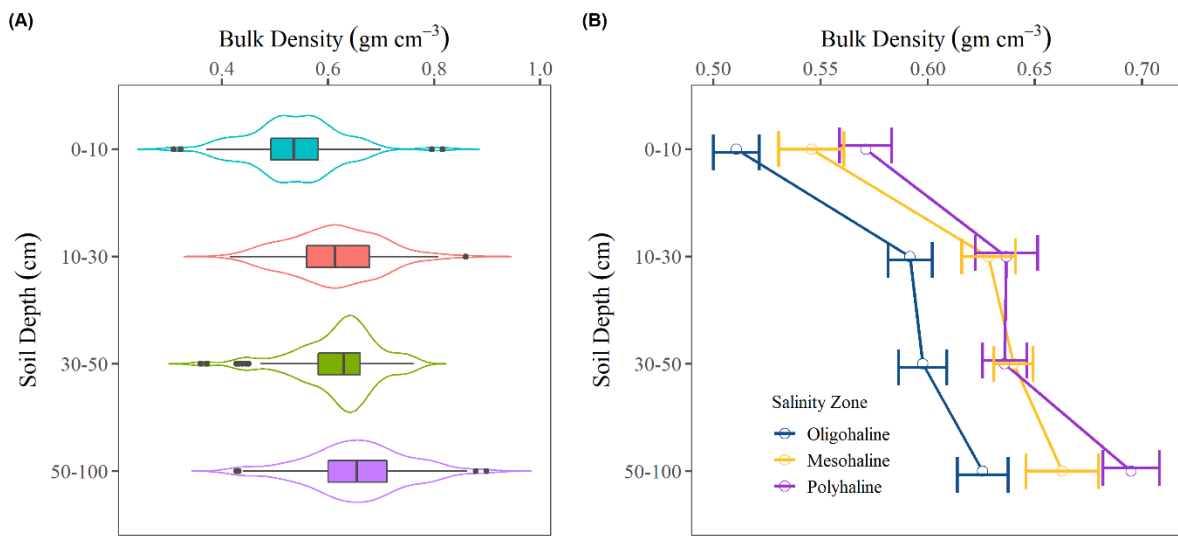 (A)
Bulk Density (gm cm⁻³)
0.4 0.6 0.8 1.0
Soil Depth (cm)
0-10
10-30
30-50
50-100
(B)
Bulk Density (gm cm⁻³)
0.50 0.55 0.60 0.65 0.70
Soil Depth (cm)
0-10
10-30
30-50
50-100
Salinity Zone
Oligohaline
Mesohaline
Polyhaline